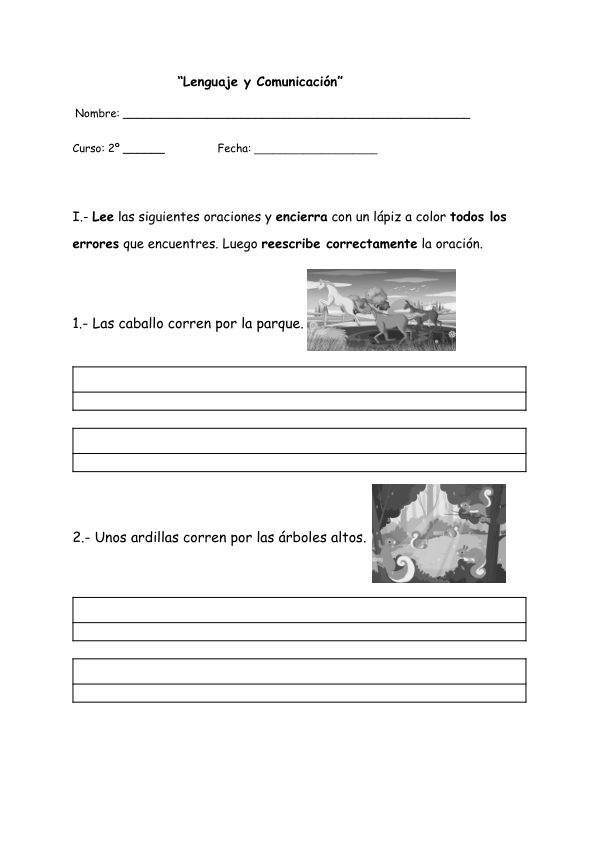 “Lenguaje y Comunicación”
Nombre: ______________________________________________
Curso: 2º ______ Fecha: __________________
I.- Lee las siguientes oraciones y encierra con un lápiz a color todos los
errores que encuentres. Luego reescribe correctamente la oración.
1.- Las caballo corren por la parque.
2.- Unos ardillas corren por las árboles altos.